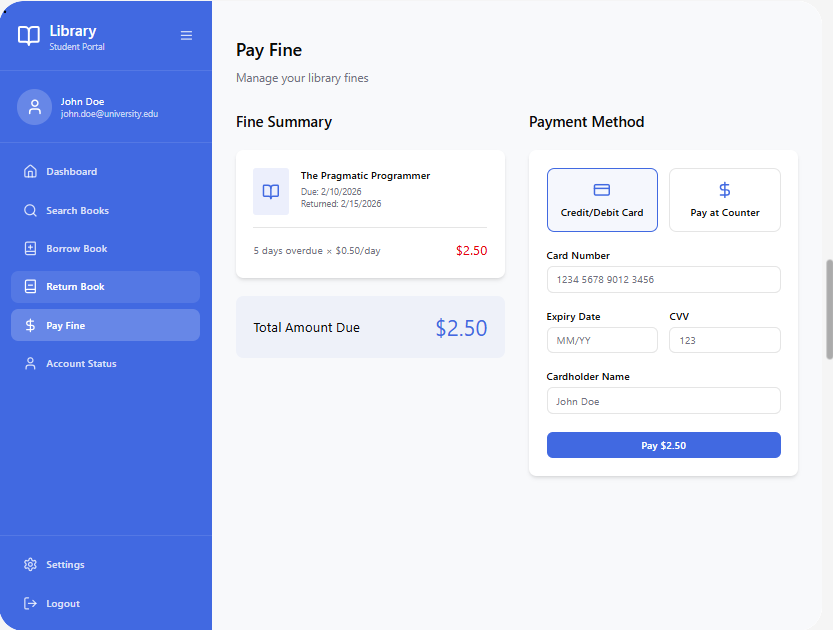 Library
Student Portal
John Doe
john.doe@university.edu
Dashboard
Search Books
Borrow Book
Return Book
Pay Fine
Account Status
Settings
Logout
Pay Fine
Manage your library fines
Fine Summary
The Pragmatic Programmer
Due: 2/10/2026
Returned: 2/15/2026
5 days overdue × $0.50/day
$2.50
Total Amount Due
$2.50
Payment Method
Credit/Debit Card
Pay at Counter
Card Number
1234 5678 9012 3456
Expiry Date
CVV
MM/YY
123
Cardholder Name
John Doe
Pay $2.50